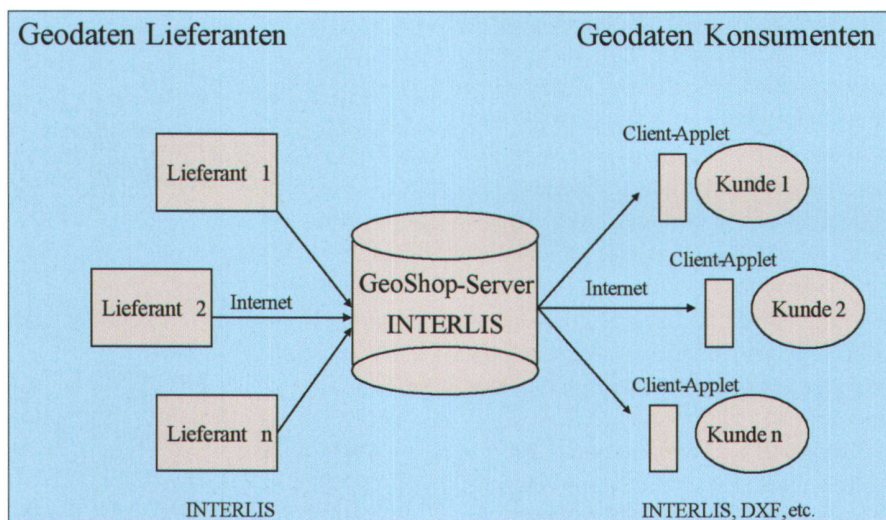 Geodaten Lieferanten
Geodaten Konsumenten
Lieferant 1
Lieferant 2
Internet
Lieferant n
INTERLIS
GeoShop-Server
INTERLIS
Internet
Client-Applet
Kunde 1
Client-Applet
Kunde 2
Client-Applet
Kunde n
INTERLIS, DXF, etc.